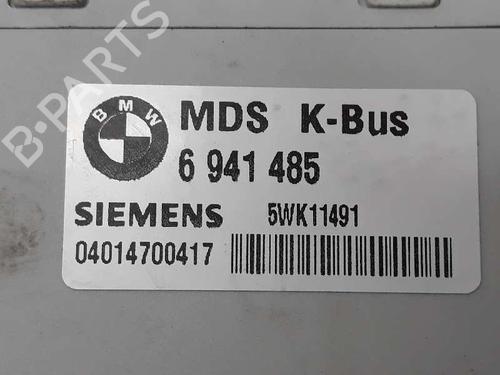 B-PARTS
BMW
MDS K-Bus
6 941 485
SIEMENS 5WK11491
04014700417